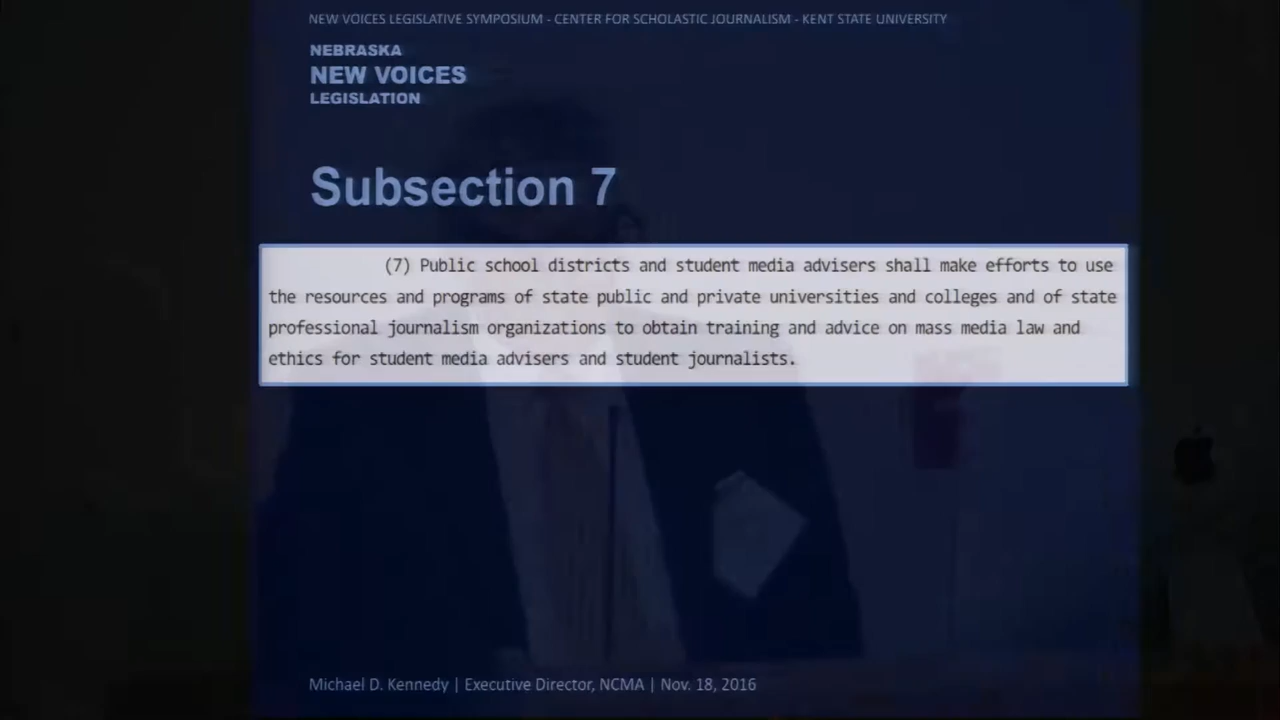 NEW VOICES LEGISLATIVE SYMPOSIUM - CENTER FOR SCHOLASTIC JOURNALISM - KENT STATE UNIVERSITY
NEBRASKA
NEW VOICES
LEGISLATION
Subsection 7
(7) Public school districts and student media advisers shall make efforts to use
the resources and programs of state public and private universities and colleges and of state
professional journalism organizations to obtain training and advice on mass media law and
ethics for student media advisers and student journalists.
Michael D. Kennedy | Executive Director, NCMA | Nov. 18, 2016